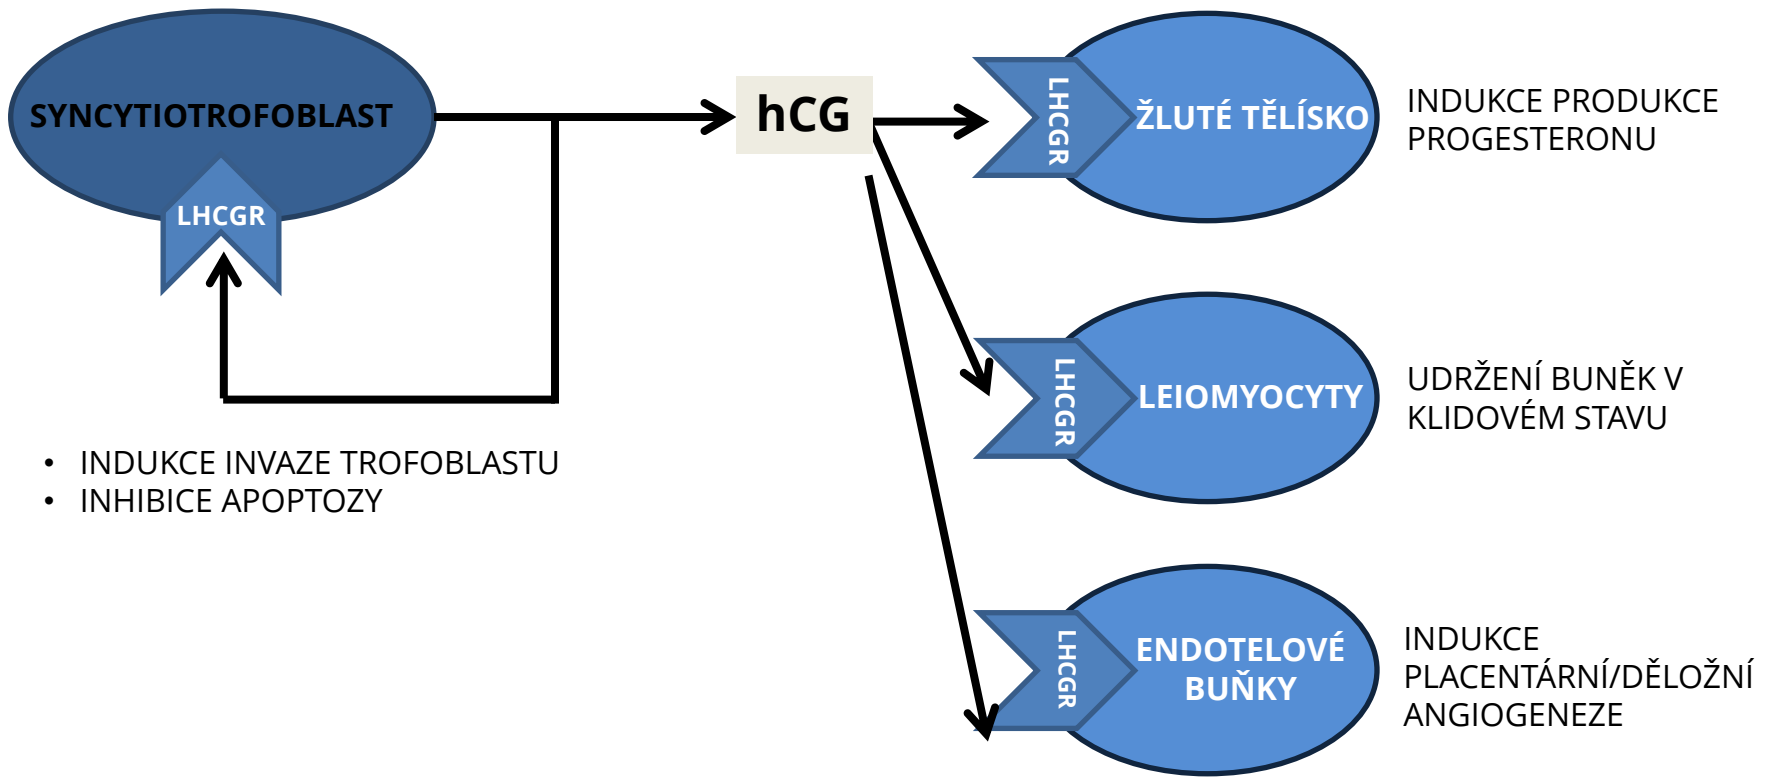 SYNCYTIOTROFOBLAST
LHCGR
• INDUKCE INVAZE TROFOBLASTU
• INHIBICE APOPTOZY
hCG
LHCGR
ŽLUTÉ TĚLÍSKO
INDUKCE PRODUKCE
PROGESTERONU
LHCGR
LEIOMYOCYTY
UDRŽENÍ BUNĚK V
KLIDOVÉM STAVU
LHCGR
ENDOTELOVÉ
BUŇKY
INDUKCE
PLACENTÁRNÍ/DĚLOŽNÍ
ANGIOGENEZE